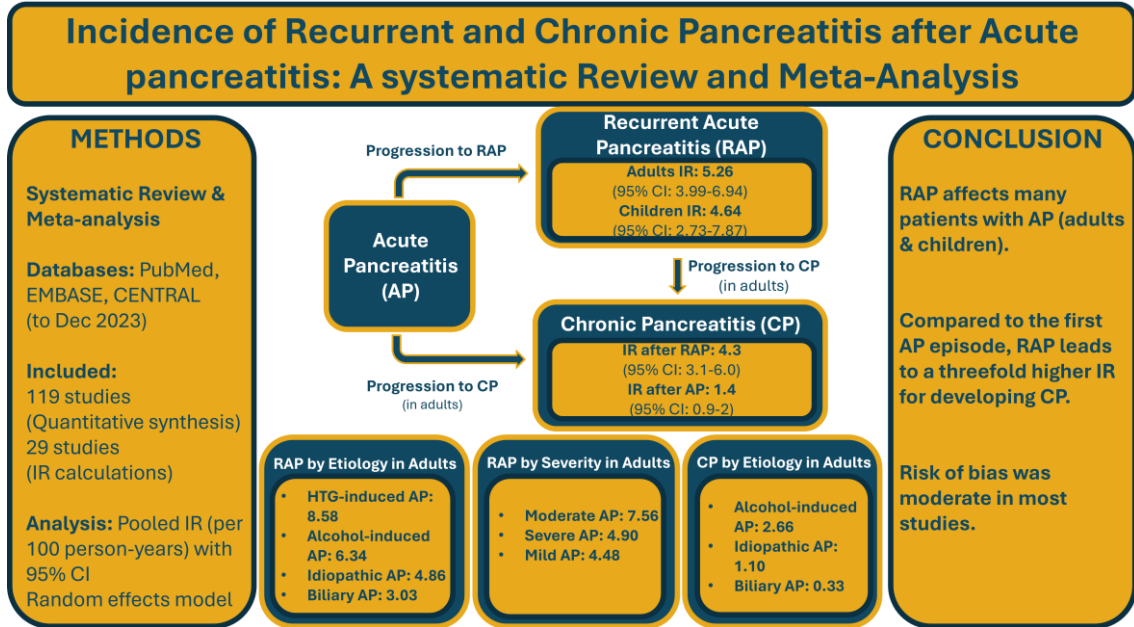 Incidence of Recurrent and Chronic Pancreatitis after Acute
pancreatitis: A systematic Review and Meta-Analysis
METHODS
Systematic Review &
Meta-analysis
Databases: PubMed,
EMBASE, CENTRAL
(to Dec 2023)
Included:
119 studies
(Quantitative synthesis)
29 studies
(IR calculations)
Analysis: Pooled IR (per
100 person-years) with
95% CI
Random effects model
Acute
Pancreatitis
(AP)
Progression to RAP
Recurrent Acute
Pancreatitis (RAP)
Adults IR: 5.26
(95% CI: 3.99-6.94)
Children IR: 4.64
(95% CI: 2.73-7.87)
Progression to CP
(in adults)
Progression to CP
(in adults)
Chronic Pancreatitis (CP)
IR after RAP: 4.3
(95% CI: 3.1-6.0)
IR after AP: 1.4
(95% CI: 0.9-2)
RAP by Etiology in Adults
• HTG-induced AP:
8.58
• Alcohol-induced
AP: 6.34
• Idiopathic AP: 4.86
• Biliary AP: 3.03
RAP by Severity in Adults
• Moderate AP: 7.56
• Severe AP: 4.90
• Mild AP: 4.48
CP by Etiology in Adults
• Alcohol-induced
AP: 2.66
• Idiopathic AP:
1.10
• Biliary AP: 0.33
CONCLUSION
RAP affects many
patients with AP (adults
& children).
Compared to the first
AP episode, RAP leads
to a threefold higher IR
for developing CP.
Risk of bias was
moderate in most
studies.